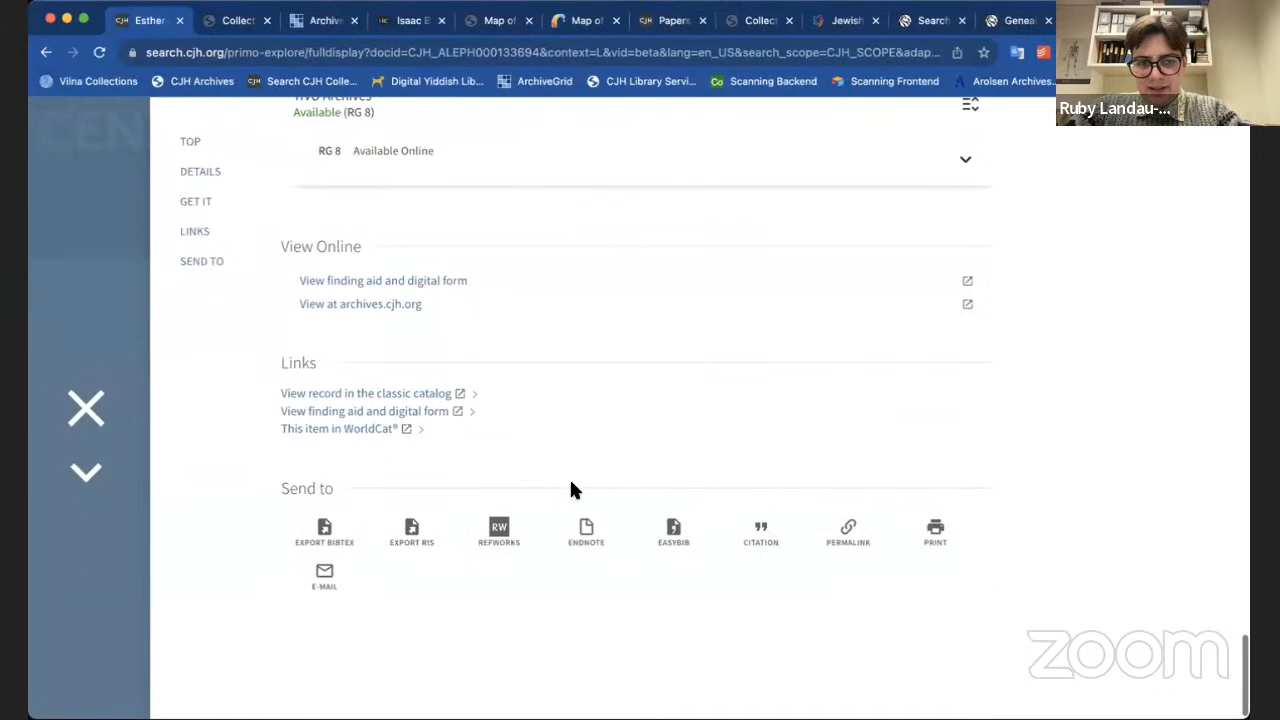 Esther
Collect
Archive
Isaac E
Map of
Map of
Papers
Collect
Jewish
Search
Geneal
search.cjh.org/primo-explore/fulldisplay?docid=CJH_ALEPH000133694&context=L&vid=beta&lang=en_US&search_scope=CJH_SCOPE&adap...
Vilna Collections
CJH Archives
Search CJH Colle...
Digital Yiddish Lib...
ArchiveGrid
CJH Library Servi...
Scanning Backend
Scanning Frontend
Arolsen Archives
Ruby Landau-...
CEN
YIVO Archives
Available (RG 8)
TOP
DETAILS
GET IT
LINKS
SEND TO
RG 8 Available Online
View Online
View finding aid and digital form
View at archives.cjh.org
Links
View record in the classic catalog
View finding aid and digital form
This item in WorldCat®
Send to
RW
EXPORT BIBTEX
EXPORT RIS
REFWORKS
ENDNOTE
EASYBIB
CITATION
PERMALINK
PRINT
E-MAIL
zoom